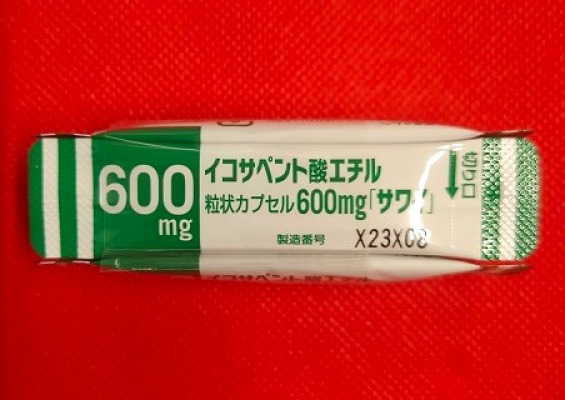 600
mg
イコサペント酸エチル
粒状カプセル600mg「サワイ」
製造番号 X23X08
切り口